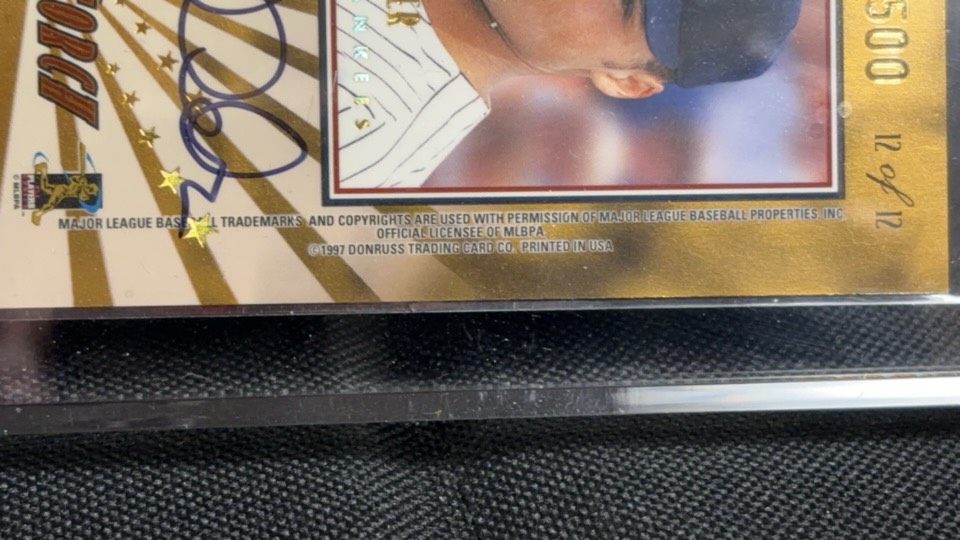 MAJOR LEAGUE BASEBALL TRADEMARKS AND COPYRIGHTS ARE USED WITH PERMISSION OF MAJOR LEAGUE BASEBALL PROPERTIES, INC.
OFFICIAL LICENSEE OF MLBPA
©1997 DONRUSS TRADING CARD CO. PRINTED IN USA
© MLBPA
500
12 of 12